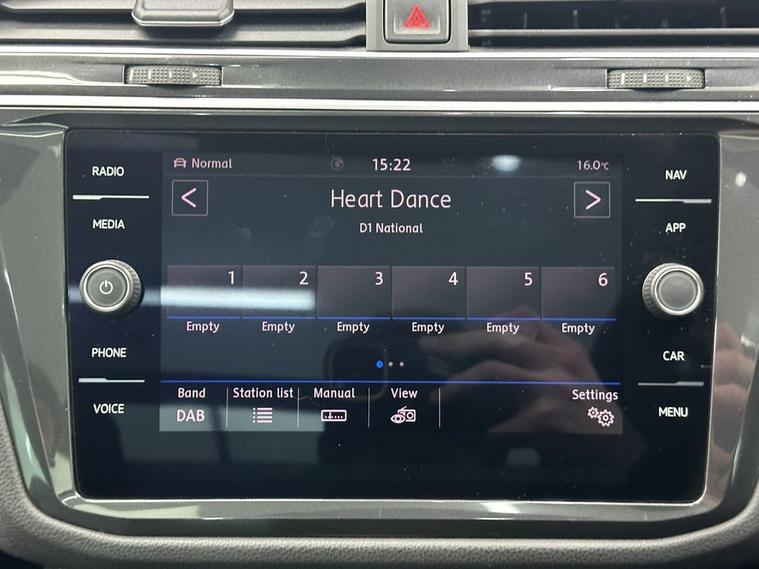 RADIO
MEDIA
PHONE
VOICE
Normal 15:22 16.0°C
< Heart Dance >
D1 National
1 2 3 4 5 6
Empty Empty Empty Empty Empty Empty
Band Station list Manual View Settings
DAB
NAV
APP
CAR
MENU